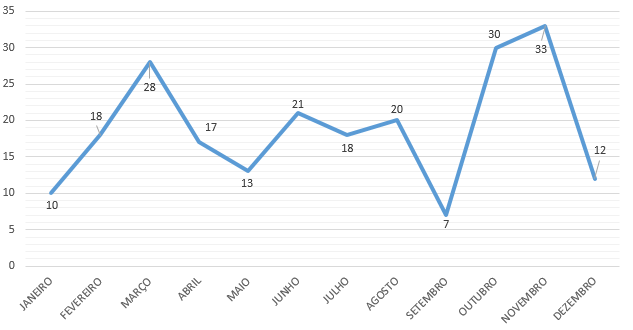 35
30
25
20
15
10
5
0
10
18
28
17
13
21
18
20
7
30
33
12
JANEIRO
FEVEREIRO
MARÇO
ABRIL
MAIO
JUNHO
JULHO
AGOSTO
SETEMBRO
OUTUBRO
NOVEMBRO
DEZEMBRO